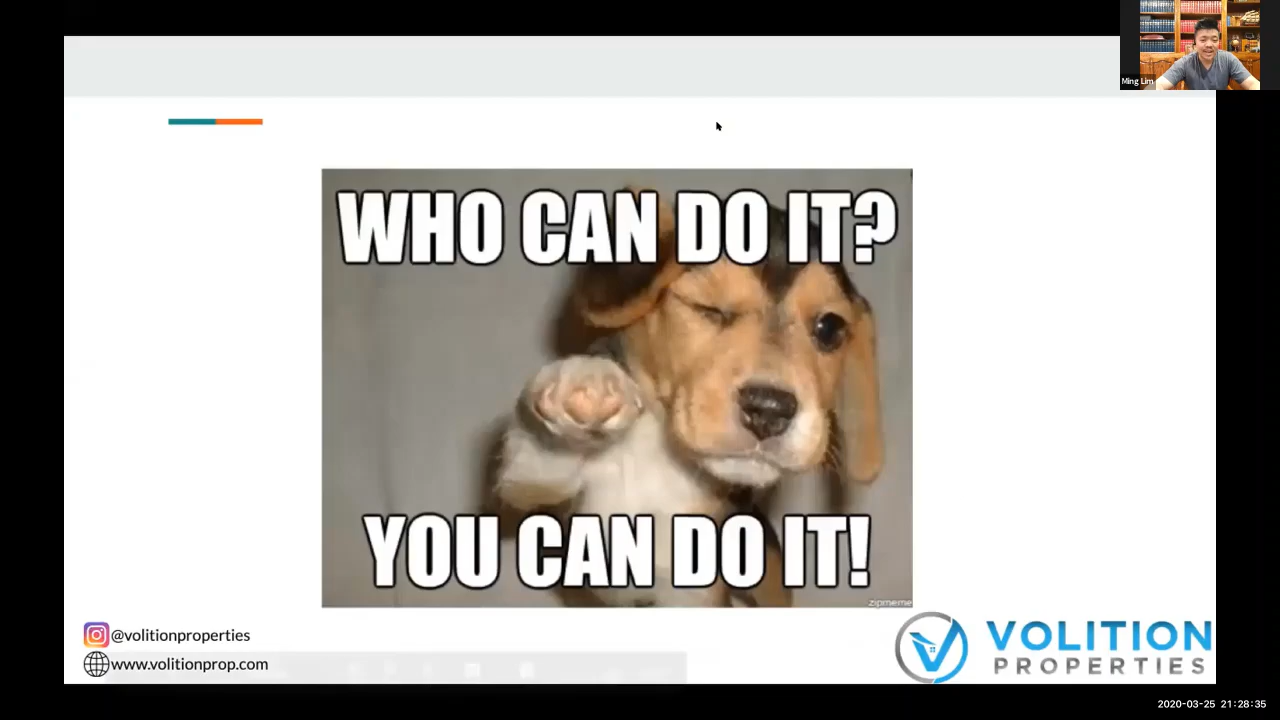 Ming Lim
WHO CAN DO IT?
YOU CAN DO IT!
zipmeme
@volitionproperties
www.volitionprop.com
VOLITION
PROPERTIES
2020-03-25 21:28:35